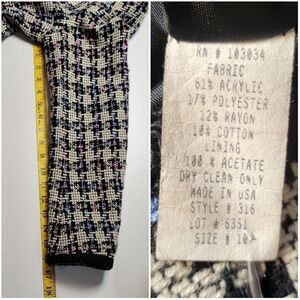 RN # 103034
FABRIC
61% ACRYLIC
17% POLYESTER
12% RAYON
10% COTTON
LINING
100 % ACETATE
DRY CLEAN ONLY
MADE IN USA
STYLE # 316
LOT # 6351
SIZE # 10